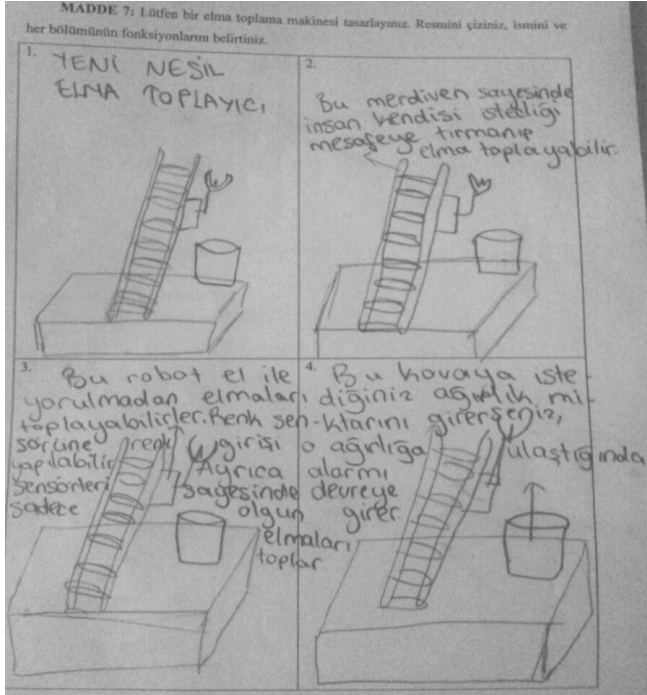 MADDE 7: Lütfen bir elma toplama makinesi tasarlayınız. Resmini çiziniz, ismini ve
her bölümünün fonksiyonlarını belirtiniz.
1.
YENİ NESİL
ELMA TOPLAYICI
2.
Bu merdiven sayesinde
insan kendisi istediği
mesafeye tırmanıp
elma toplayabilir.
3.
Bu robot el ile
yorulmadan elmaları
toplayabilirler. Renk sen-
sörüne renk girişi
yapılabilir. Ayrıca
sensörleri sayesinde
sadece olgun
elmaları
toplar
4.
Bu kovaya iste-
diğiniz ağırlık mi-
ktarını girerseniz,
o ağırlığa ulaştığında
alarmı
devreye
girer.